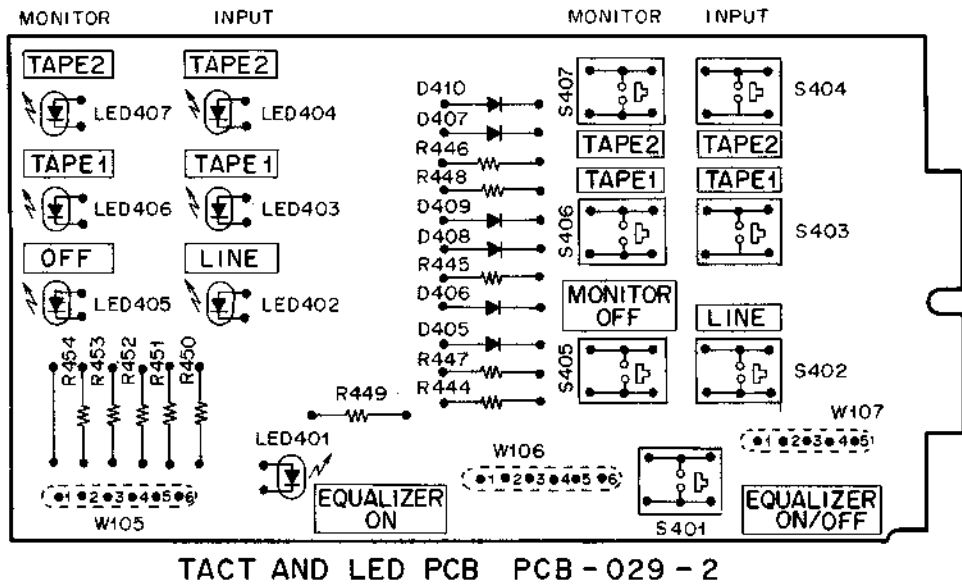 MONITOR INPUT MONITOR INPUT
TAPE2 TAPE2
LED407 LED404
TAPE1 TAPE1
LED406 LED403
OFF LINE
LED405 LED402
R454 R453 R452 R451 R450
1 2 3 4 5 6
W105
D410
D407
R446
R448
D409
D408
R445
D406
D405
R447
R444
R449
LED401
EQUALIZER
ON
W106
1 2 3 4 5 6
S407 S404
TAPE2 TAPE2
TAPE1 TAPE1
S406 S403
MONITOR
OFF
LINE
S405 S402
W107
1 2 3 4 5
S401
EQUALIZER
ON/OFF
TACT AND LED PCB PCB-029-2